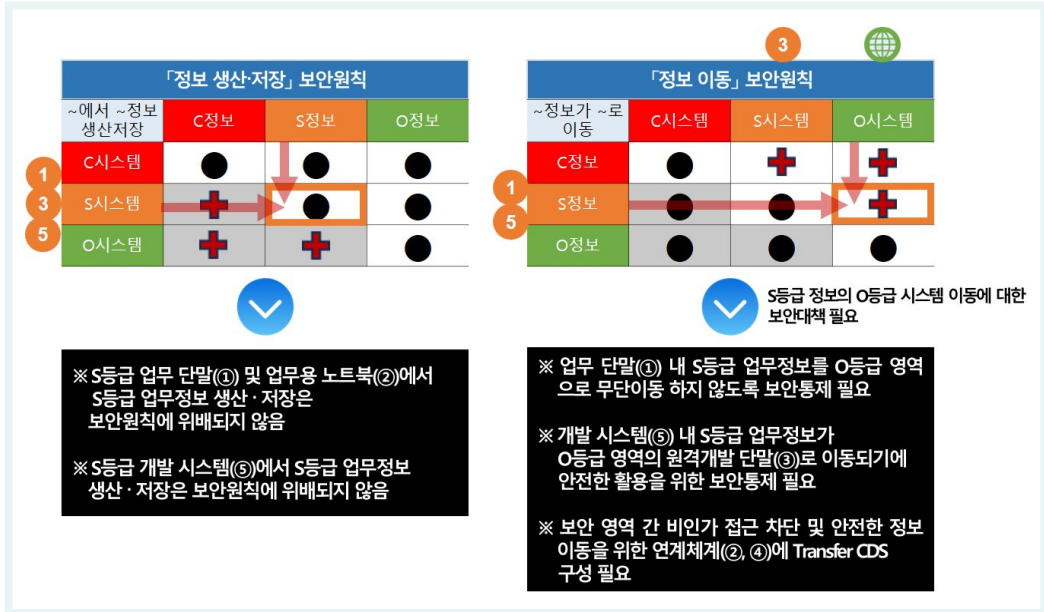 「정보 생산·저장」 보안원칙
~에서 ~정보
생산저장
C정보
S정보
O정보
C시스템
S시스템
O시스템
1
3
5
※ S등급 업무 단말(①) 및 업무용 노트북(②)에서
S등급 업무정보 생산 · 저장은
보안원칙에 위배되지 않음
※ S등급 개발 시스템(⑤)에서 S등급 업무정보
생산 · 저장은 보안원칙에 위배되지 않음
3
「정보 이동」 보안원칙
~정보가 ~로
이동
C시스템
S시스템
O시스템
C정보
S정보
O정보
1
5
S등급 정보의 O등급 시스템 이동에 대한
보안대책 필요
※ 업무 단말(①) 내 S등급 업무정보를 O등급 영역
으로 무단이동 하지 않도록 보안통제 필요
※ 개발 시스템(⑤) 내 S등급 업무정보가
O등급 영역의 원격개발 단말(③)로 이동되기에
안전한 활용을 위한 보안통제 필요
※ 보안 영역 간 비인가 접근 차단 및 안전한 정보
이동을 위한 연계체계(②, ④)에 Transfer CDS
구성 필요